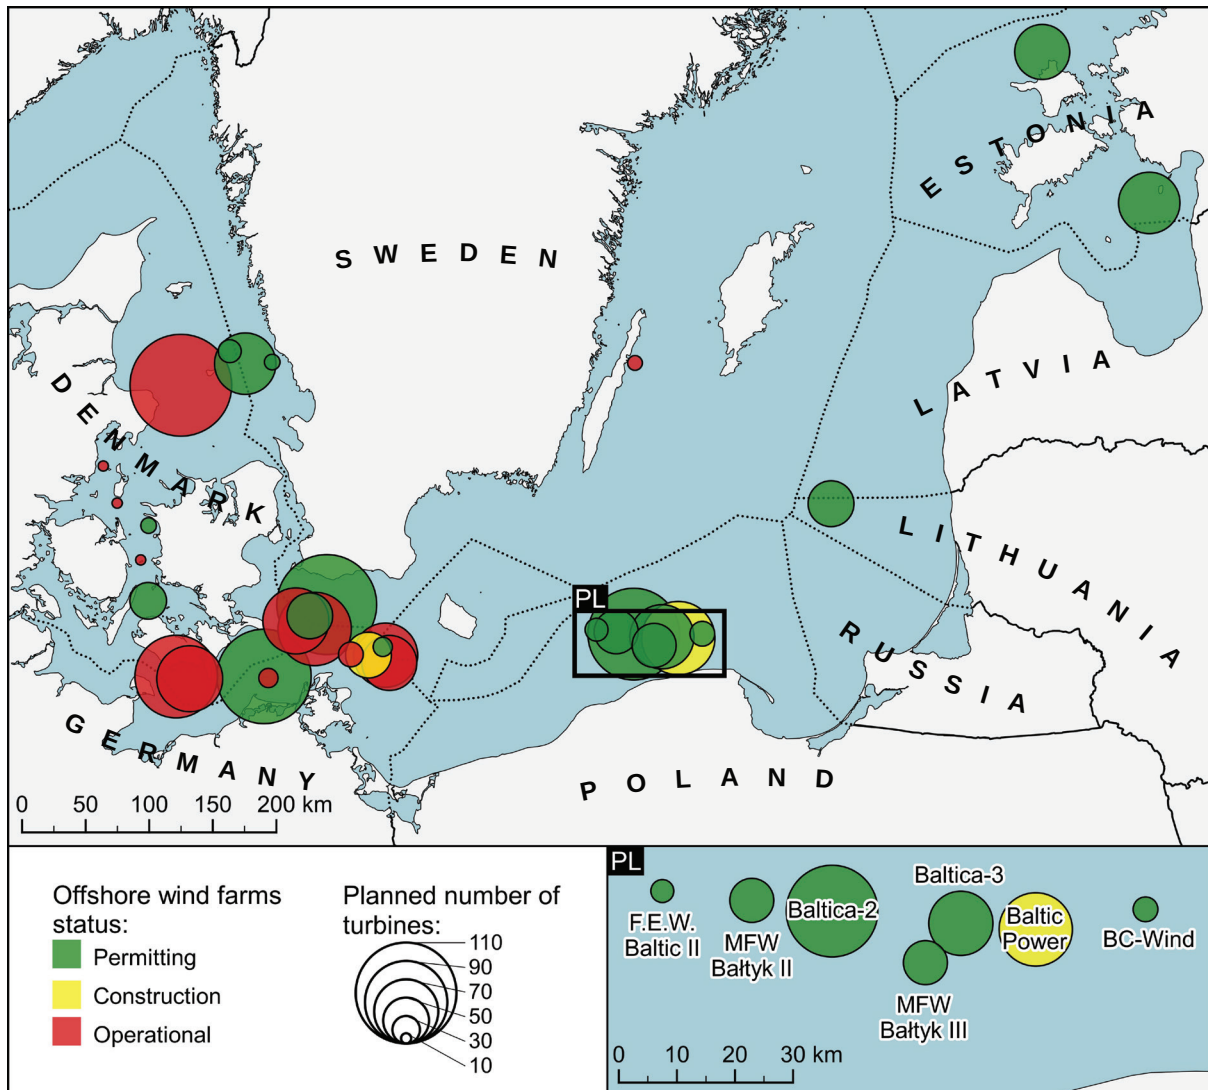 SWEDEN
ESTONIA
LATVIA
DENMARK
LITHUANIA
PL
RUSSIA
GERMANY
POLAND
0 50 100 150 200 km
Offshore wind farms
status:
Permitting
Construction
Operational
Planned number of
turbines:
110
90
70
50
30
10
PL
F.E.W.
Baltic II
MFW
Bałtyk II
Baltica-2
Baltica-3
MFW
Bałtyk III
Baltic
Power
BC-Wind
0 10 20 30 km